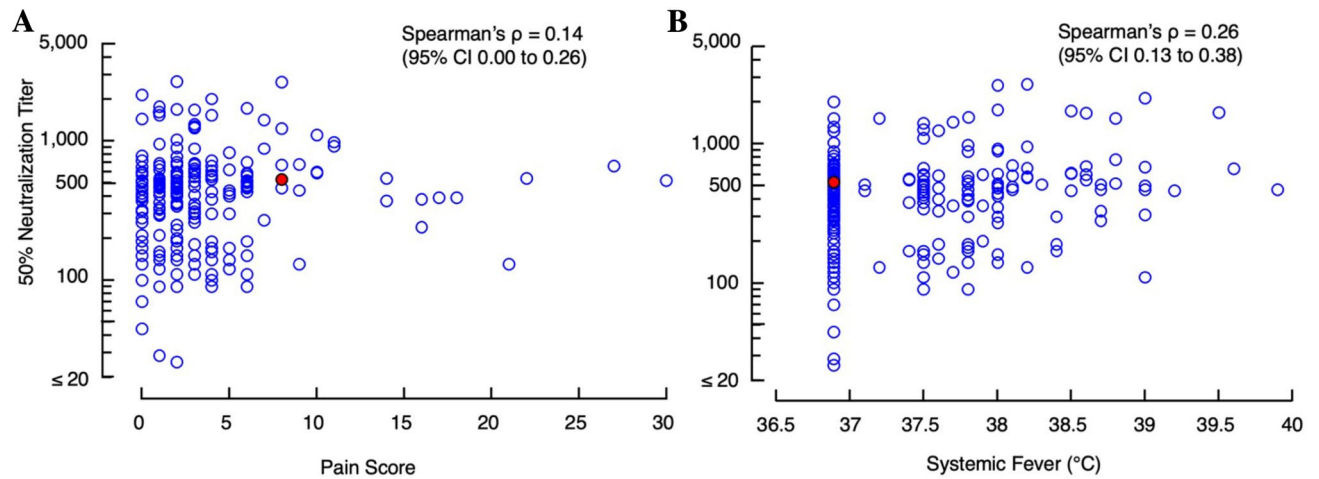 A
Spearman's ρ = 0.14
(95% CI 0.00 to 0.26)
50% Neutralization Titer
5,000
1,000
500
100
≤ 20
0 5 10 15 20 25 30
Pain Score
B
Spearman's ρ = 0.26
(95% CI 0.13 to 0.38)
5,000
1,000
500
100
≤ 20
36.5 37 37.5 38 38.5 39 39.5 40
Systemic Fever (°C)